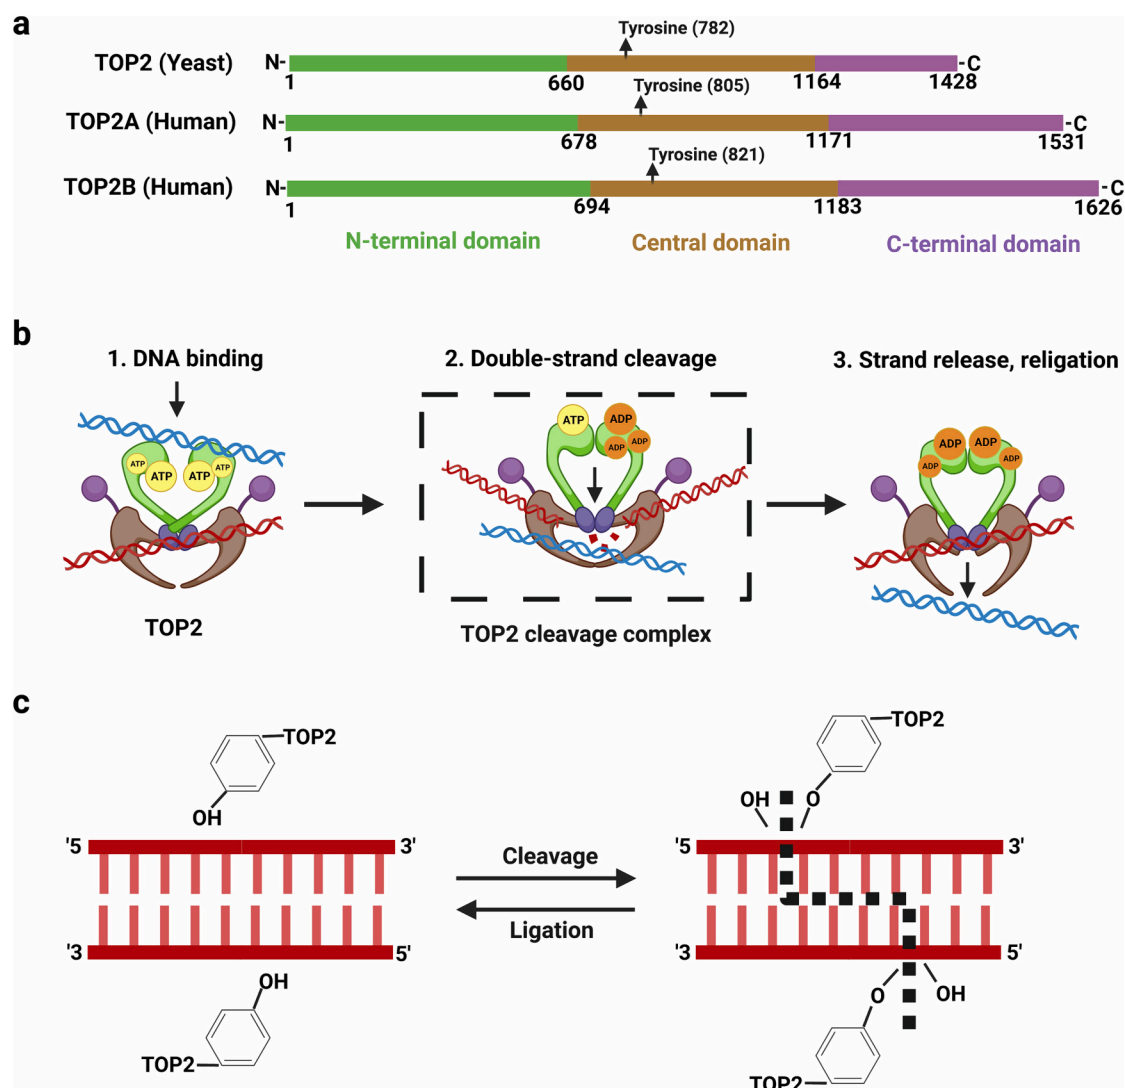 a
Tyrosine (782)
TOP2 (Yeast) N- -C
1 660 1164 1428
Tyrosine (805)
TOP2A (Human) N- -C
1 678 1171 1531
Tyrosine (821)
TOP2B (Human) N- -C
1 694 1183 1626
N-terminal domain Central domain C-terminal domain
b
1. DNA binding 2. Double-strand cleavage 3. Strand release, religation
ATP ATP ATP ATP
ATP ADP ADP ADP
ADP ADP ADP ADP
TOP2
TOP2 cleavage complex
c
TOP2
OH
'5 3'
'3 5'
OH
TOP2
Cleavage
Ligation
TOP2
OH O
'5 3'
'3 5'
O OH
TOP2